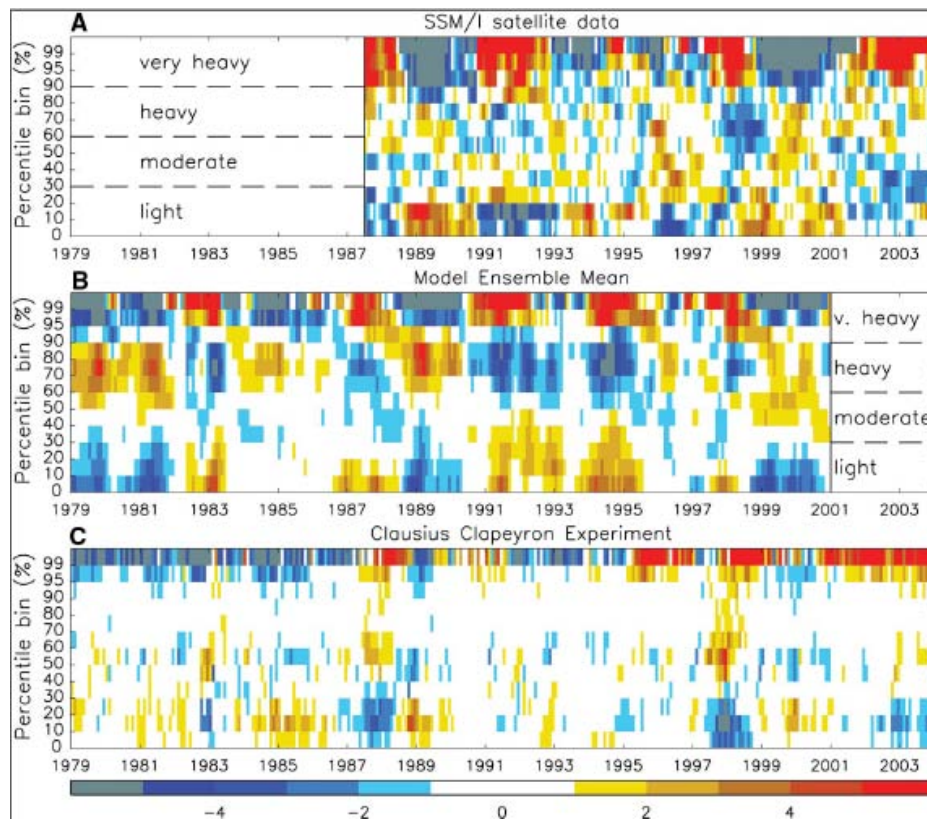 A SSM/I satellite data
Percentile bin (%)
99
95
90
80
70
60
50
40
30
20
10
0
very heavy
heavy
moderate
light
1979 1981 1983 1985 1987 1989 1991 1993 1995 1997 1999 2001 2003
B Model Ensemble Mean
Percentile bin (%)
99
95
90
80
70
60
50
40
30
20
10
0
v. heavy
heavy
moderate
light
1979 1981 1983 1985 1987 1989 1991 1993 1995 1997 1999 2001 2003
C Clausius Clapeyron Experiment
Percentile bin (%)
99
95
90
80
70
60
50
40
30
20
10
0
1979 1981 1983 1985 1987 1989 1991 1993 1995 1997 1999 2001 2003
-4 -2 0 2 4